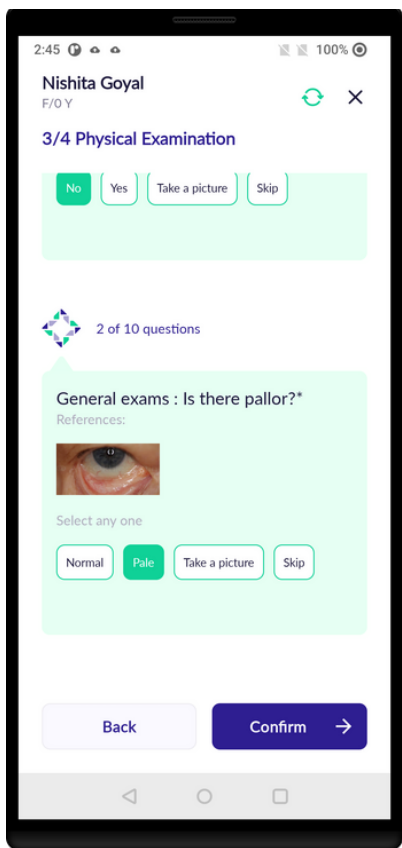 2:45 100%
Nishita Goyal
F/0 Y
3/4 Physical Examination
No Yes Take a picture Skip
2 of 10 questions
General exams : Is there pallor?*
References:
Select any one
Normal Pale Take a picture Skip
Back Confirm